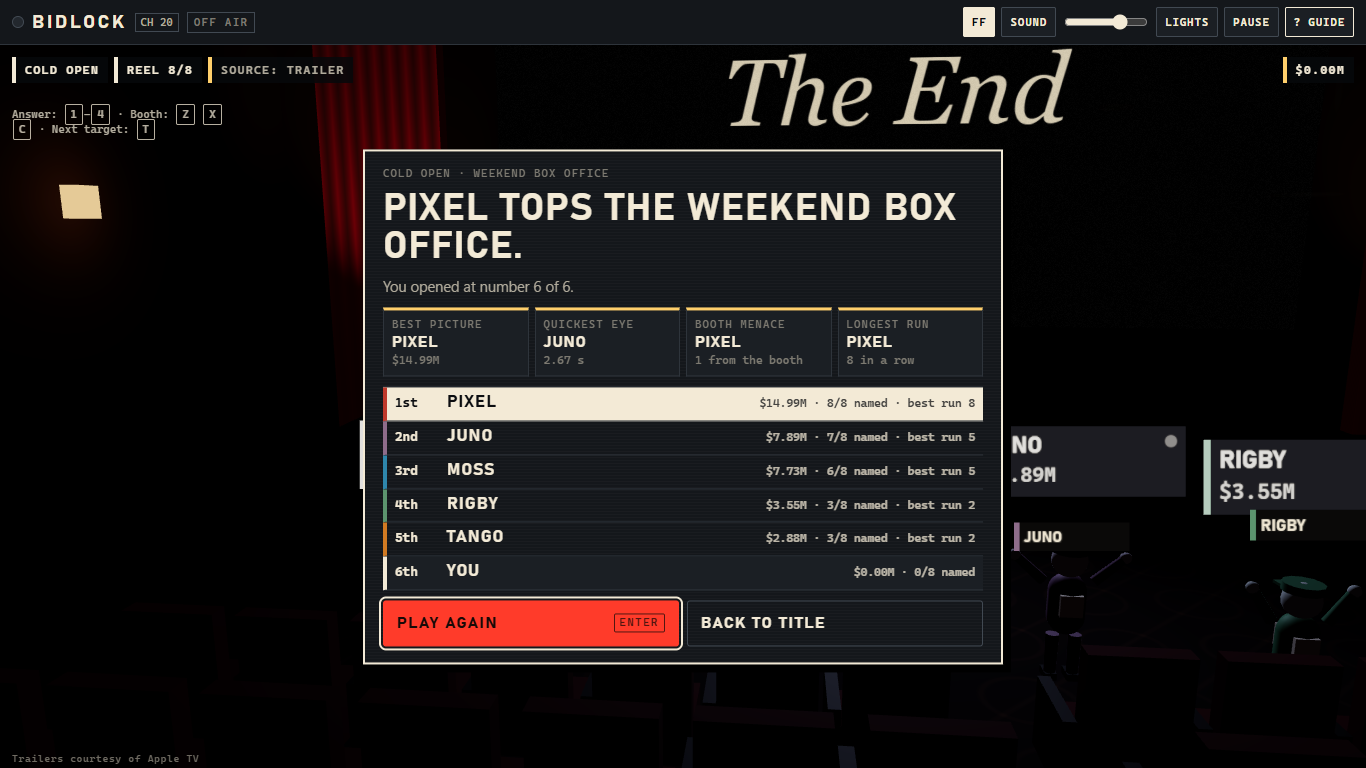 BIDLOCK CH 20 OFF AIR FF SOUND LIGHTS PAUSE ? GUIDE
COLD OPEN REEL 8/8 SOURCE: TRAILER $0.00M
The End
Answer: 1 – 4 · Booth: Z X
C · Next target: T
COLD OPEN · WEEKEND BOX OFFICE
PIXEL TOPS THE WEEKEND BOX
OFFICE.
You opened at number 6 of 6.
BEST PICTURE
PIXEL
$14.99M
QUICKEST EYE
JUNO
2.67 s
BOOTH MENACE
PIXEL
1 from the booth
LONGEST RUN
PIXEL
8 in a row
1st PIXEL $14.99M · 8/8 named · best run 8
2nd JUNO $7.89M · 7/8 named · best run 5
3rd MOSS $7.73M · 6/8 named · best run 5
4th RIGBY $3.55M · 3/8 named · best run 2
5th TANGO $2.88M · 3/8 named · best run 2
6th YOU $0.00M · 0/8 named
PLAY AGAIN ENTER BACK TO TITLE
NO
.89M
RIGBY
$3.55M
JUNO
RIGBY
Trailers courtesy of Apple TV